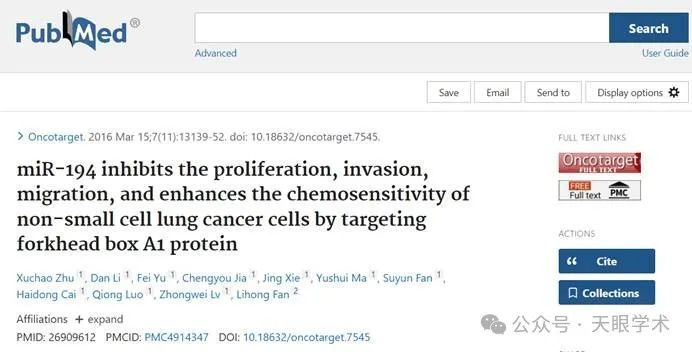 PubMed®
Search
Advanced
User Guide
Save
Email
Send to
Display options
Oncotarget. 2016 Mar 15;7(11):13139-52. doi: 10.18632/oncotarget.7545.
miR-194 inhibits the proliferation, invasion,
migration, and enhances the chemosensitivity of
non-small cell lung cancer cells by targeting
forkhead box A1 protein
Xuchao Zhu 1, Dan Li 1, Fei Yu 1, Chengyou Jia 1, Jing Xie 1, Yushui Ma 1, Suyun Fan 1,
Haidong Cai 1, Qiong Luo 1, Zhongwei Lv 1, Lihong Fan 2
Affiliations + expand
PMID: 26909612 PMCID: PMC4914347 DOI: 10.18632/oncotarget.7545
FULL TEXT LINKS
Oncotarget
FULL TEXT
FREE
Full text
PMC
ACTIONS
Cite
Collections
公众号 · 天眼学术